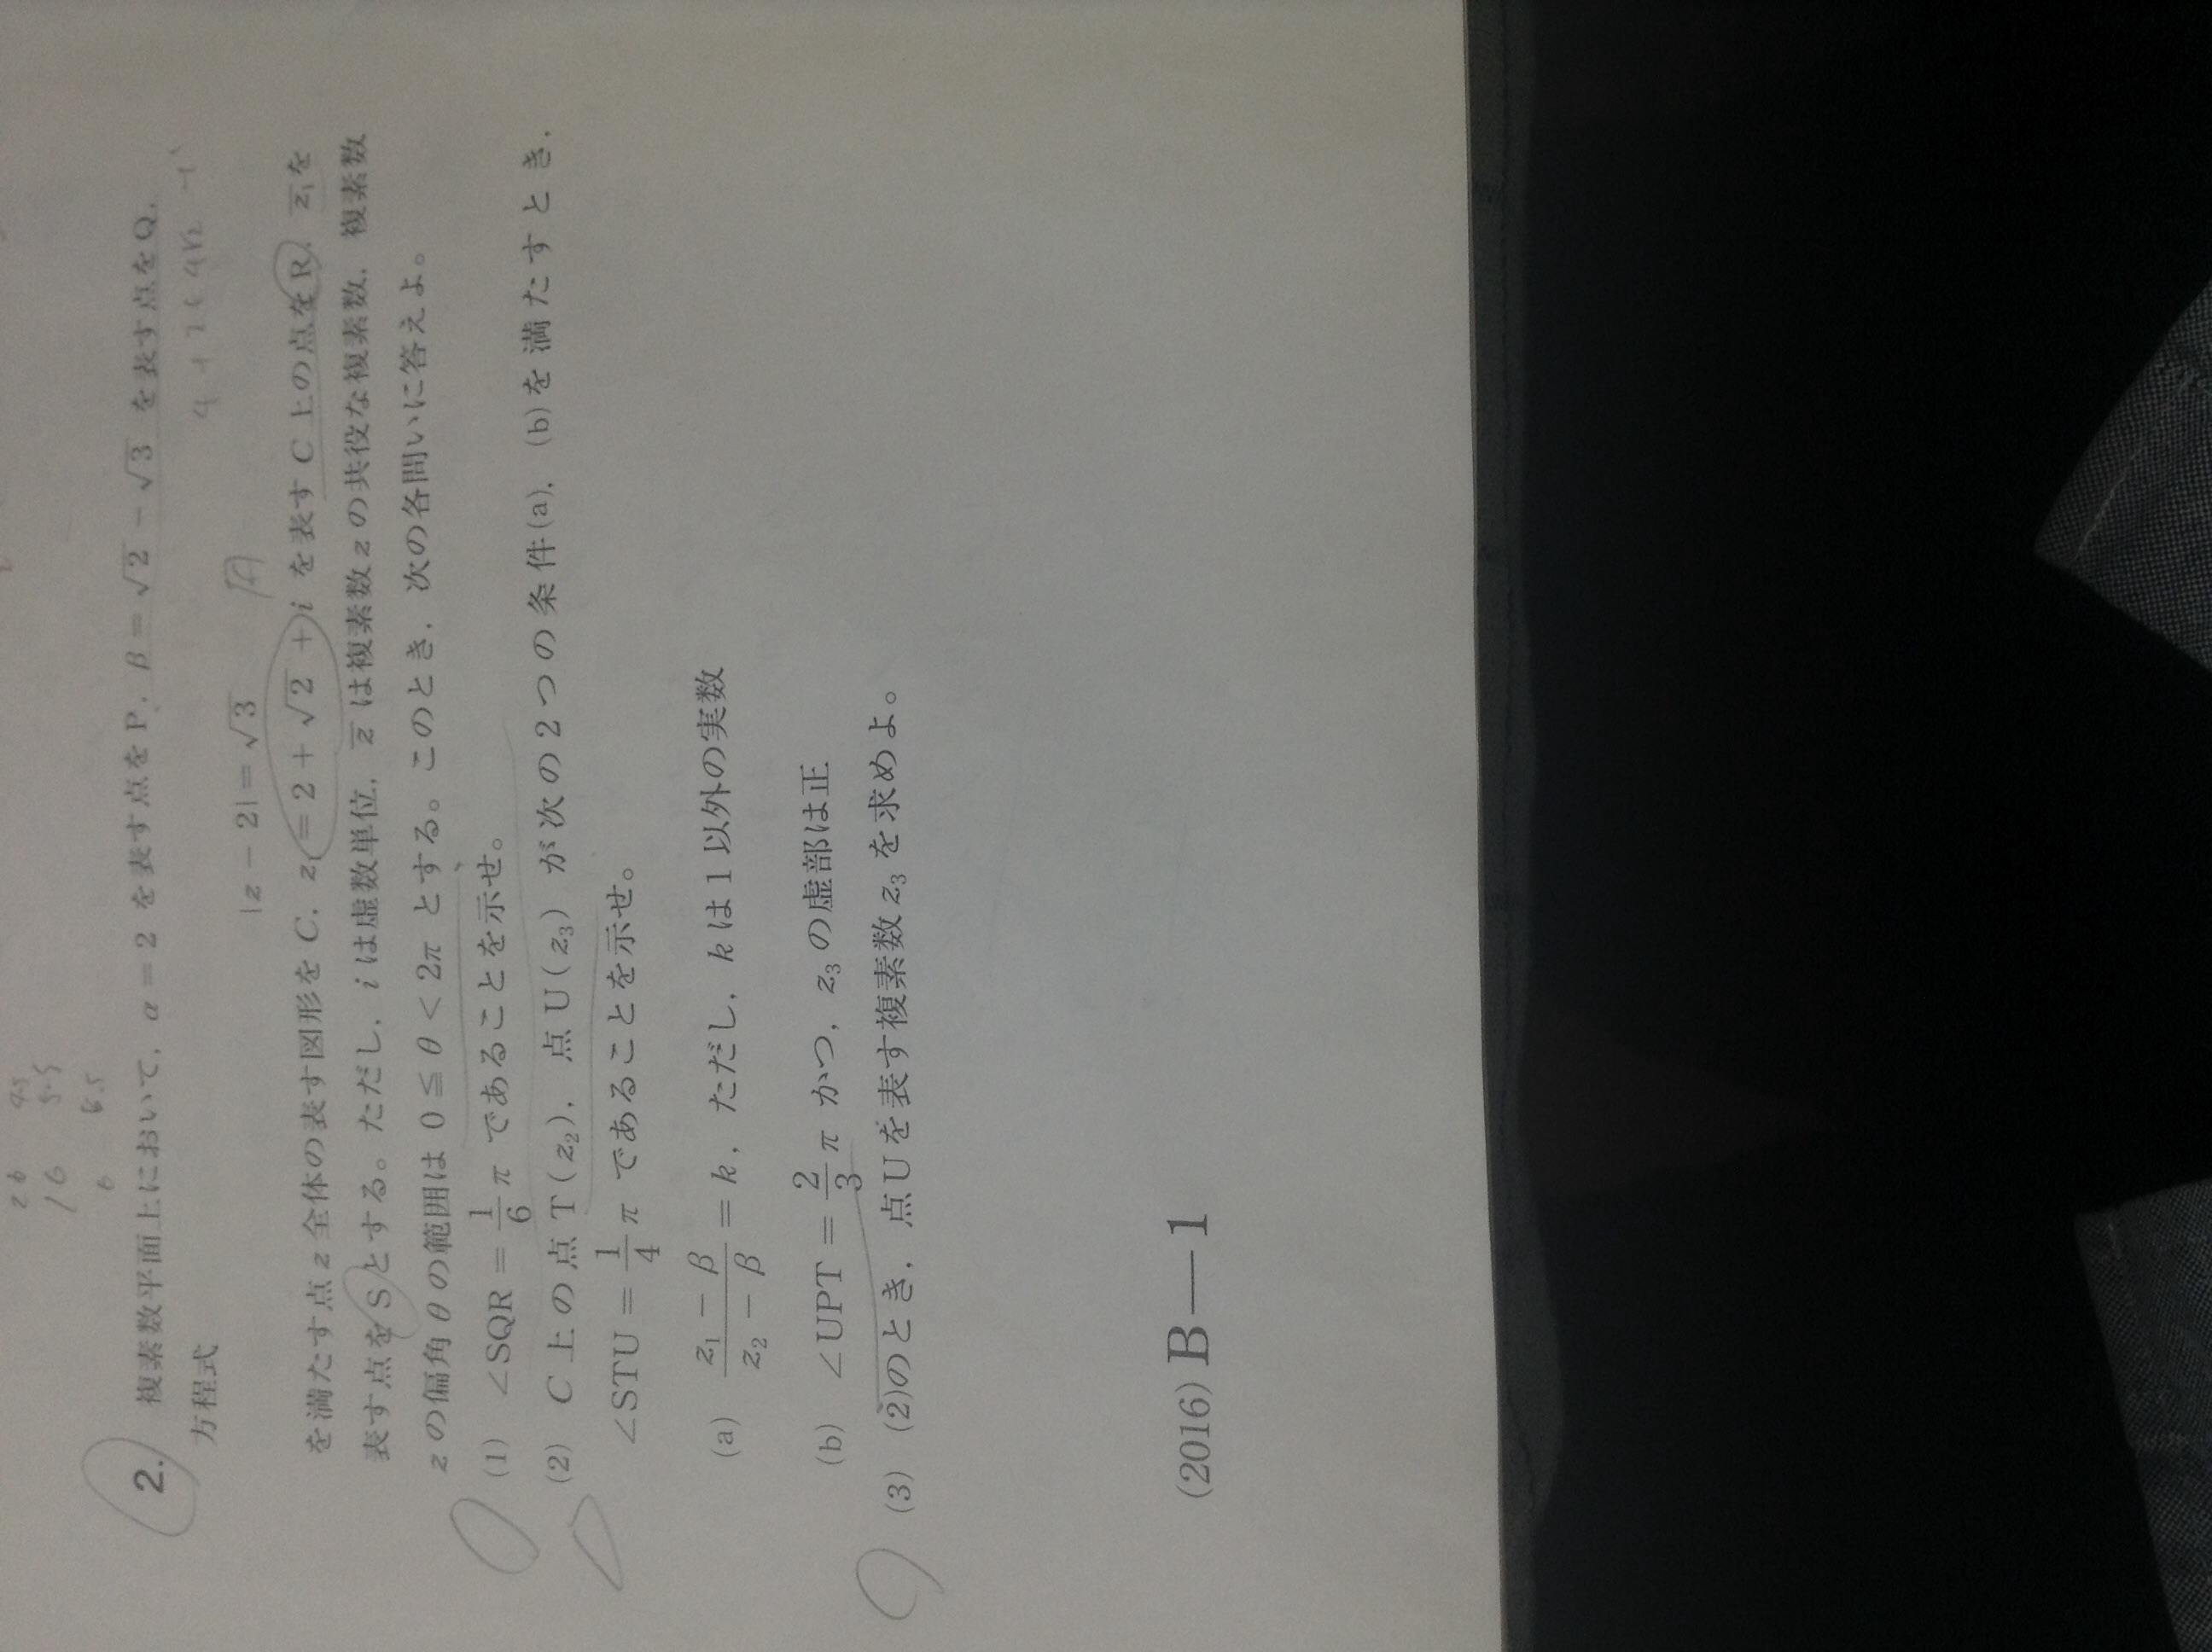 2. 複素数平面上において, α = 2 を表す点をP, β = √2 − √3 を表す点をQ,
方程式
|z − 2| = √3
を満たす点 z 全体の表す図形を C, z₁ = 2 + √2 + i を表す C 上の点をR, z̄₁を
表す点をSとする。ただし, i は虚数単位, z̄ は複素数 z の共役な複素数, 複素数
z の偏角 θ の範囲は 0 ≦ θ < 2π とする。このとき, 次の各問いに答えよ。
(1) ∠SQR = 1/6 π であることを示せ。
(2) C 上の点 T(z₂), 点 U(z₃) が次の2つの条件(a), (b)を満たすとき,
∠STU = 1/4 π であることを示せ。
(a) (z₁ − β)/(z₂ − β) = k, ただし, k は1以外の実数
(b) ∠UPT = 2/3 π かつ, z₃ の虚部は正
(3) (2)のとき, 点Uを表す複素数 z₃ を求めよ。
(2016) B—1